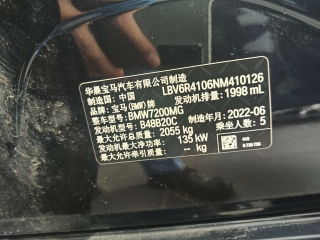 华晨宝马汽车有限公司制造
制造国：中国 LBV6R4106NM410126
品牌：宝马(BMW)牌 发动机排量：1998 mL
整车型号：BMW7200MG
发动机型号：B48B20C 制造年月：2022-06
最大允许总质量：2055 kg 乘坐人数：5
发动机最大净功率：135 kW
最大允许牵引质量：-- kg